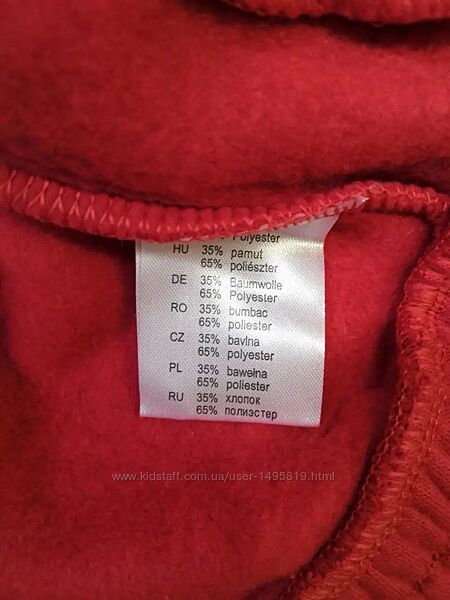 Polyester
HU 35% pamut
65% poliészter
DE 35% Baumwolle
65% Polyester
RO 35% bumbac
65% poliester
CZ 35% bavlna
65% polyester
PL 35% bawełna
65% poliester
RU 35% хлопок
65% полиэстер
www.kidstaff.com.ua/user-1495819.html